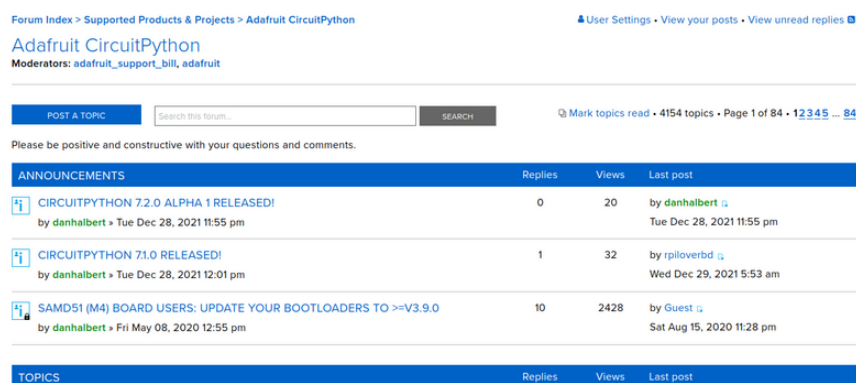 Forum Index > Supported Products & Projects > Adafruit CircuitPython
User Settings • View your posts • View unread replies
Adafruit CircuitPython
Moderators: adafruit_support_bill, adafruit
POST A TOPIC
Search this forum...
SEARCH
Mark topics read • 4154 topics • Page 1 of 84 • 1 2 3 4 5 ... 84
Please be positive and constructive with your questions and comments.
ANNOUNCEMENTS Replies Views Last post
CIRCUITPYTHON 7.2.0 ALPHA 1 RELEASED! 0 20 by danhalbert
by danhalbert » Tue Dec 28, 2021 11:55 pm Tue Dec 28, 2021 11:55 pm
CIRCUITPYTHON 7.1.0 RELEASED! 1 32 by rpiloverbd
by danhalbert » Tue Dec 28, 2021 12:01 pm Wed Dec 29, 2021 5:53 am
SAMD51 (M4) BOARD USERS: UPDATE YOUR BOOTLOADERS TO >=V3.9.0 10 2428 by Guest
by danhalbert » Fri May 08, 2020 12:55 pm Sat Aug 15, 2020 11:28 pm
TOPICS Replies Views Last post